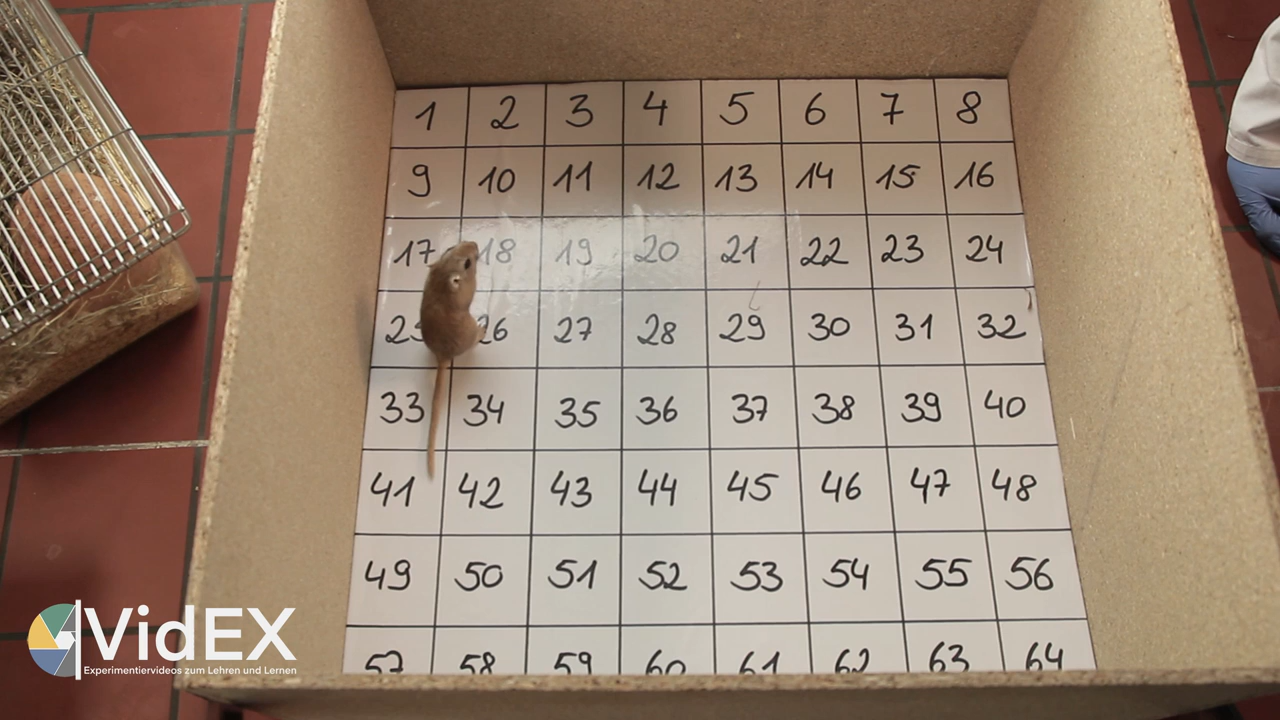 1 2 3 4 5 6 7 8
9 10 11 12 13 14 15 16
17 18 19 20 21 22 23 24
25 26 27 28 29 30 31 32
33 34 35 36 37 38 39 40
41 42 43 44 45 46 47 48
49 50 51 52 53 54 55 56
57 58 59 60 61 62 63 64
VidEX
Experimentiervideos zum Lehren und Lernen